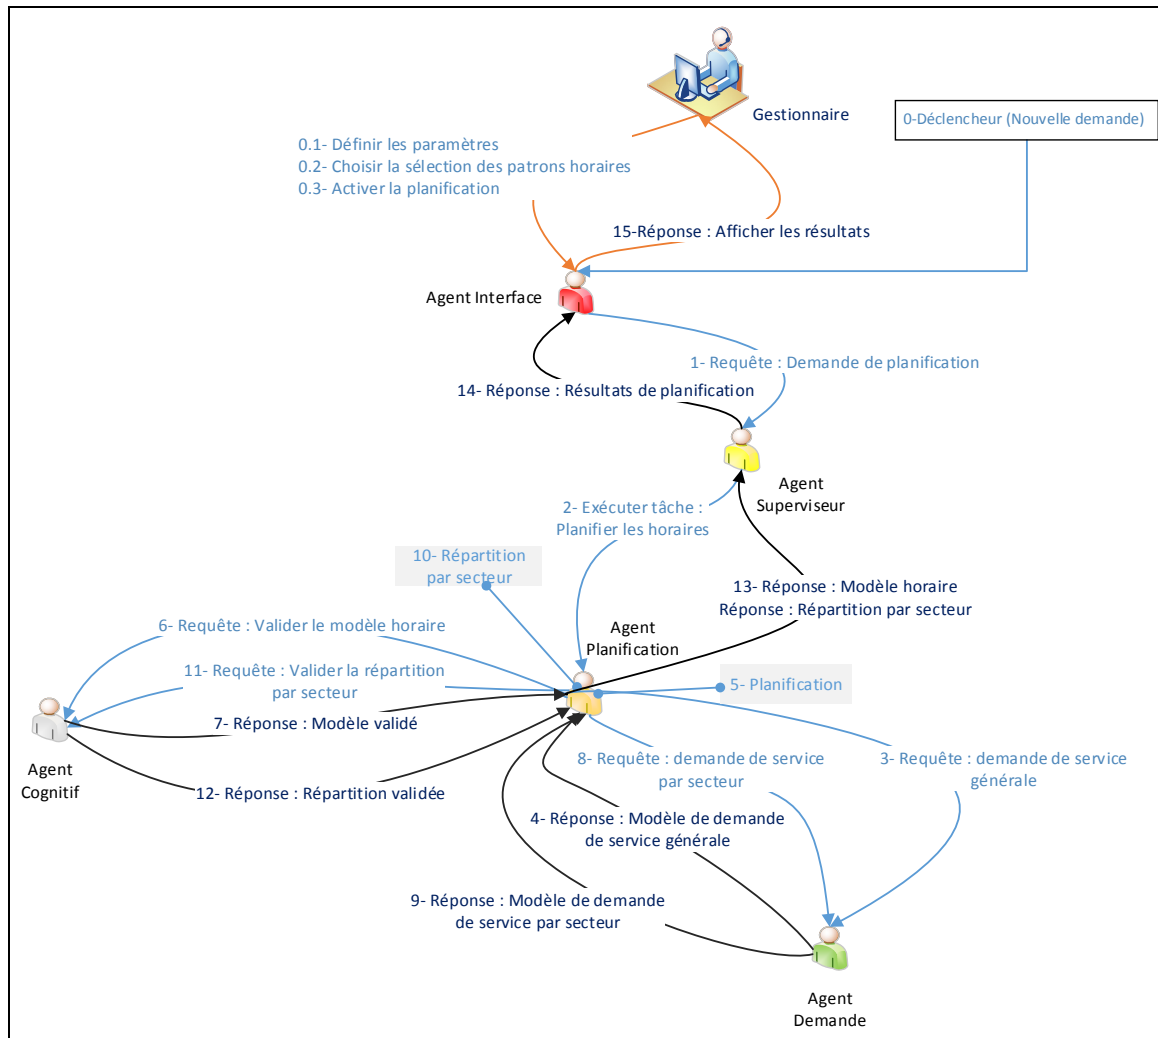 Gestionnaire
0-Déclencheur (Nouvelle demande)
0.1- Définir les paramètres
0.2- Choisir la sélection des patrons horaires
0.3- Activer la planification
15-Réponse : Afficher les résultats
Agent Interface
1- Requête : Demande de planification
14- Réponse : Résultats de planification
Agent
Superviseur
2- Exécuter tâche :
Planifier les horaires
10- Répartition
par secteur
13- Réponse : Modèle horaire
Réponse : Répartition par secteur
6- Requête : Valider le modèle horaire
Agent
Planification
11- Requête : Valider la répartition
par secteur
5- Planification
7- Réponse : Modèle validé
Agent
Cognitif
8- Requête : demande de service
par secteur
3- Requête : demande de service
générale
12- Réponse : Répartition validée
4- Réponse : Modèle de demande
de service générale
9- Réponse : Modèle de demande
de service par secteur
Agent
Demande